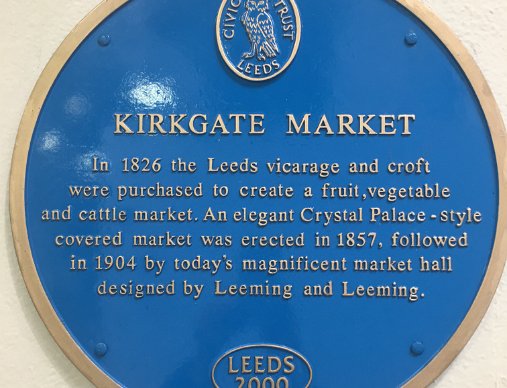 CIVIC TRUST
LEEDS
KIRKGATE MARKET
In 1826 the Leeds vicarage and croft
were purchased to create a fruit,vegetable
and cattle market. An elegant Crystal Palace-style
covered market was erected in 1857, followed
in 1904 by today's magnificent market hall
designed by Leeming and Leeming.
LEEDS
2000